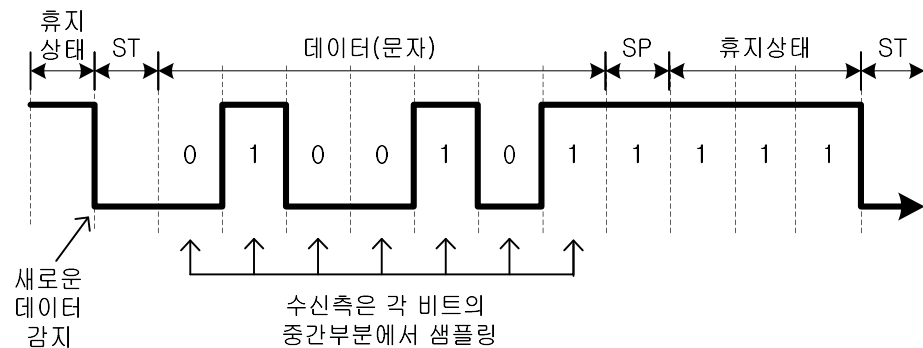 휴지
상태
ST
데이터(문자)
SP
휴지상태
ST
0 1 0 0 1 0 1 1 1 1 1
새로운
데이터
감지
수신측은 각 비트의
중간부분에서 샘플링